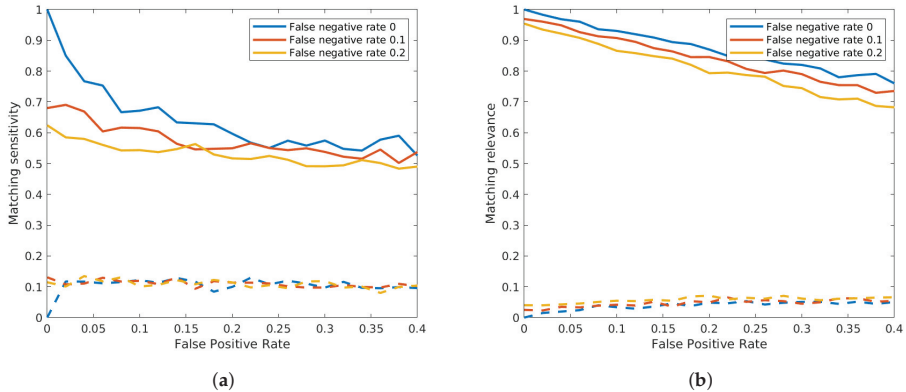 1
0.9
0.8
0.7
0.6
0.5
0.4
0.3
0.2
0.1
0
Matching sensitivity
False negative rate 0
False negative rate 0.1
False negative rate 0.2
0 0.05 0.1 0.15 0.2 0.25 0.3 0.35 0.4
False Positive Rate
(a)
1
0.9
0.8
0.7
0.6
0.5
0.4
0.3
0.2
0.1
0
Matching relevance
False negative rate 0
False negative rate 0.1
False negative rate 0.2
0 0.05 0.1 0.15 0.2 0.25 0.3 0.35 0.4
False Positive Rate
(b)